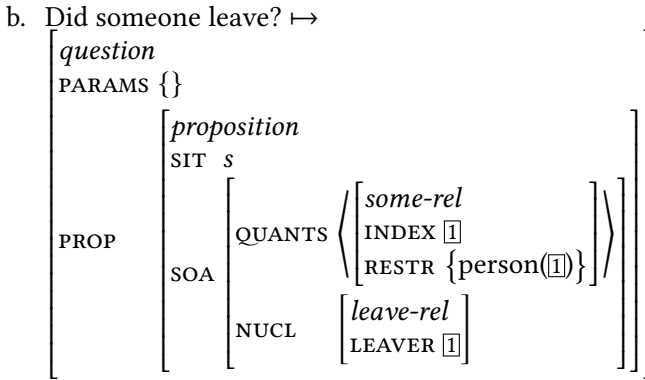 b. Did someone leave? ↦
question
PARAMS {}
proposition
SIT s
some-rel
QUANTS ⟨ INDEX 1 ⟩
PROP
RESTR {person(1)}
SOA
leave-rel
NUCL
LEAVER 1